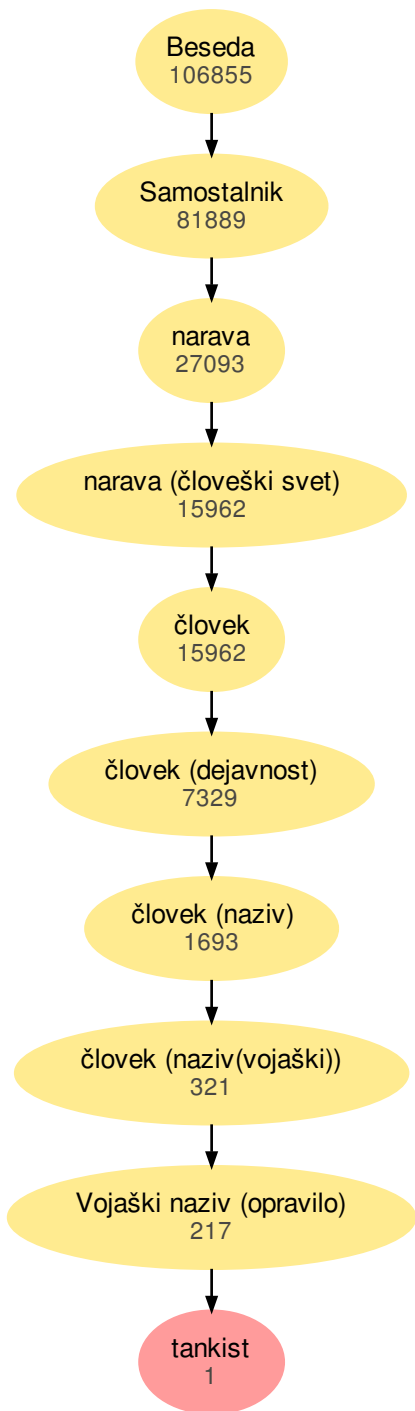 Beseda
106855
Samostalnik
81889
narava
27093
narava (človeški svet)
15962
človek
15962
človek (dejavnost)
7329
človek (naziv)
1693
človek (naziv(vojaški))
321
Vojaški naziv (opravilo)
217
tankist
1